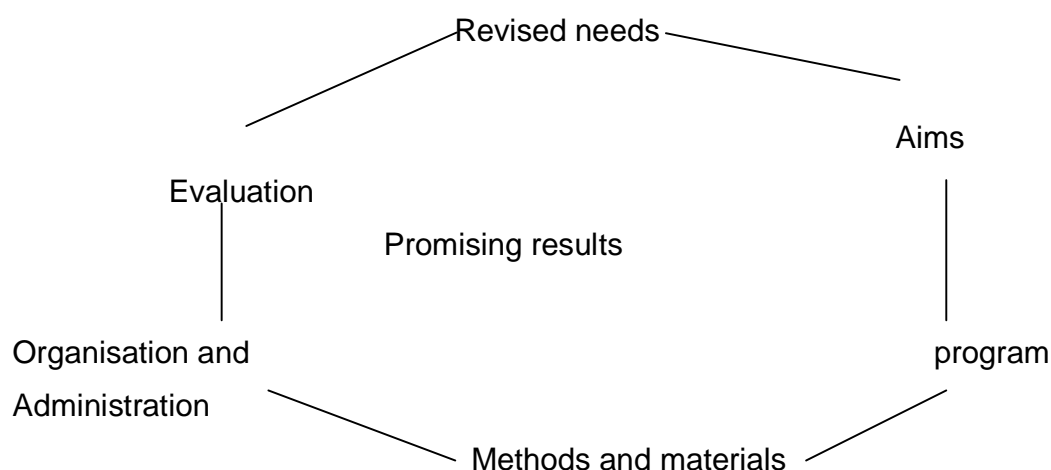 Revised needs
Aims
Evaluation
Promising results
Organisation and
Administration
program
Methods and materials